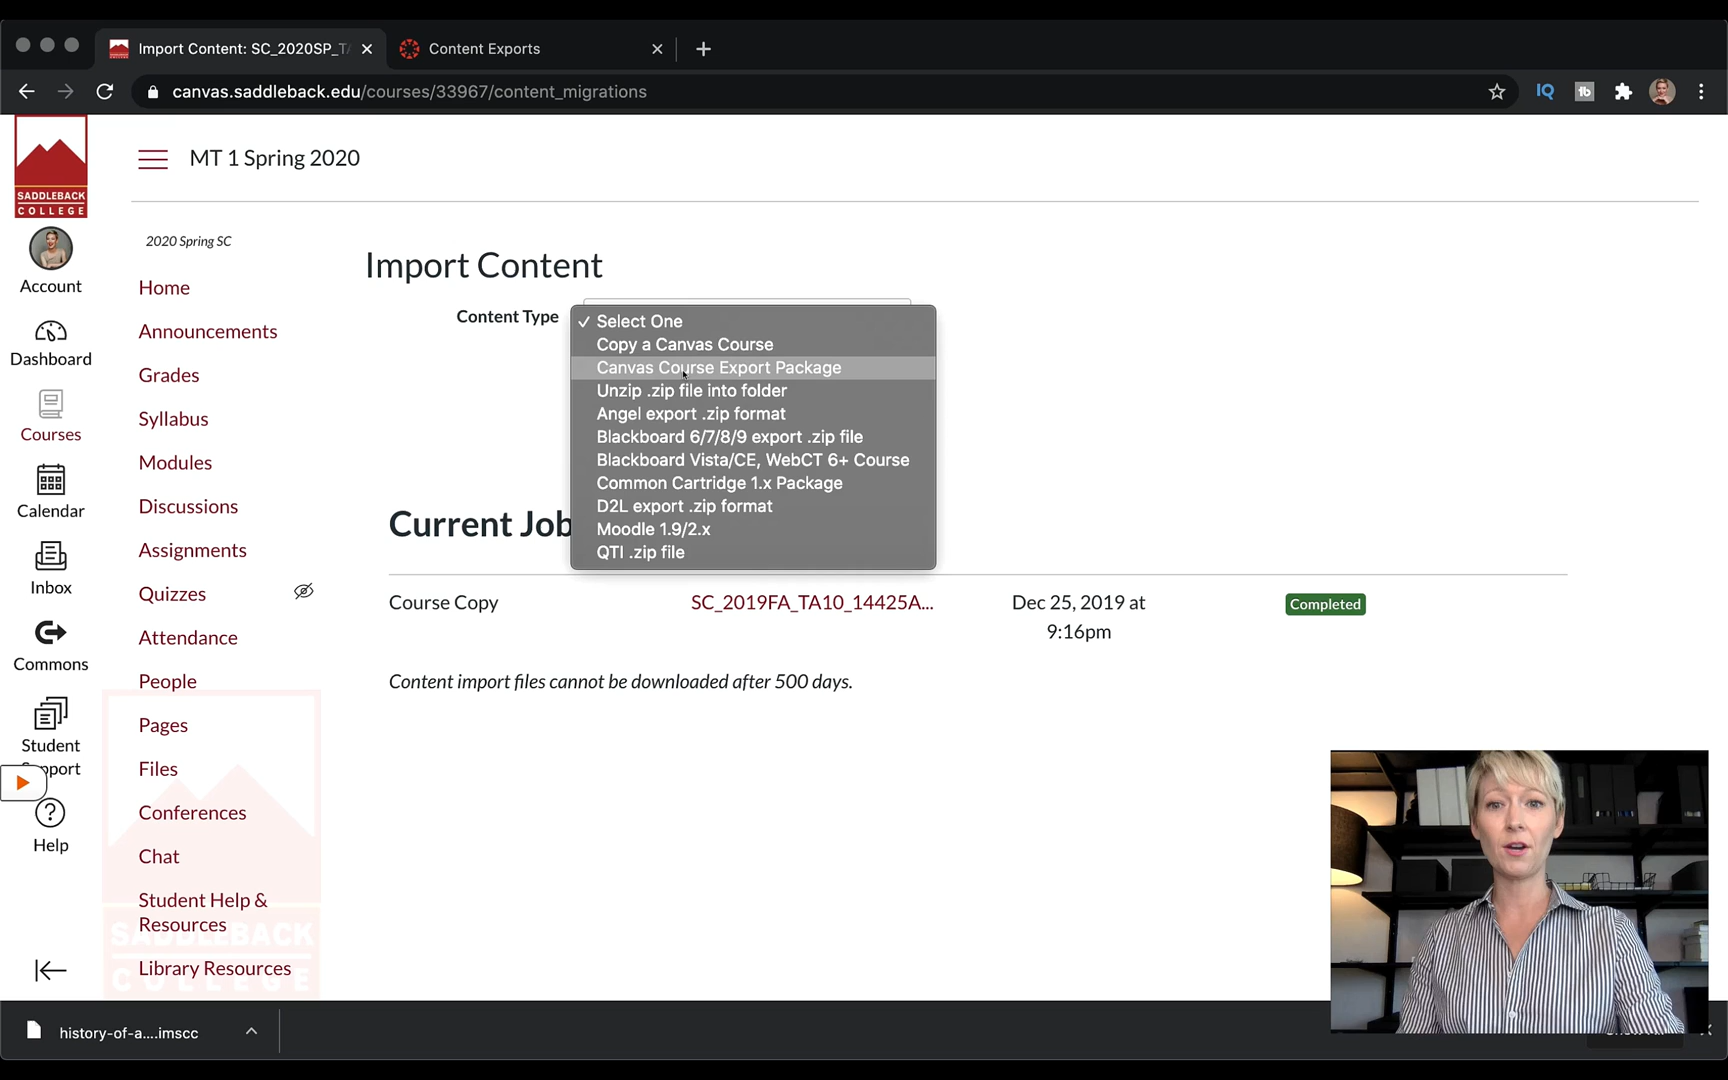 Import Content: SC_2020SP_TA
Content Exports
canvas.saddleback.edu/courses/33967/content_migrations
IQ
tb
SADDLEBACK
COLLEGE
MT 1 Spring 2020
Account
Dashboard
Courses
Calendar
Inbox
Commons
Student
Support
Help
2020 Spring SC
Home
Announcements
Grades
Syllabus
Modules
Discussions
Assignments
Quizzes
Attendance
People
Pages
Files
Conferences
Chat
Student Help &
Resources
Library Resources
SADDLEBACK
COLLEGE
Import Content
Content Type
✓ Select One
Copy a Canvas Course
Canvas Course Export Package
Unzip .zip file into folder
Angel export .zip format
Blackboard 6/7/8/9 export .zip file
Blackboard Vista/CE, WebCT 6+ Course
Common Cartridge 1.x Package
D2L export .zip format
Moodle 1.9/2.x
QTI .zip file
Current Job
Course Copy SC_2019FA_TA10_14425A... Dec 25, 2019 at Completed
9:16pm
Content import files cannot be downloaded after 500 days.
history-of-a....imscc